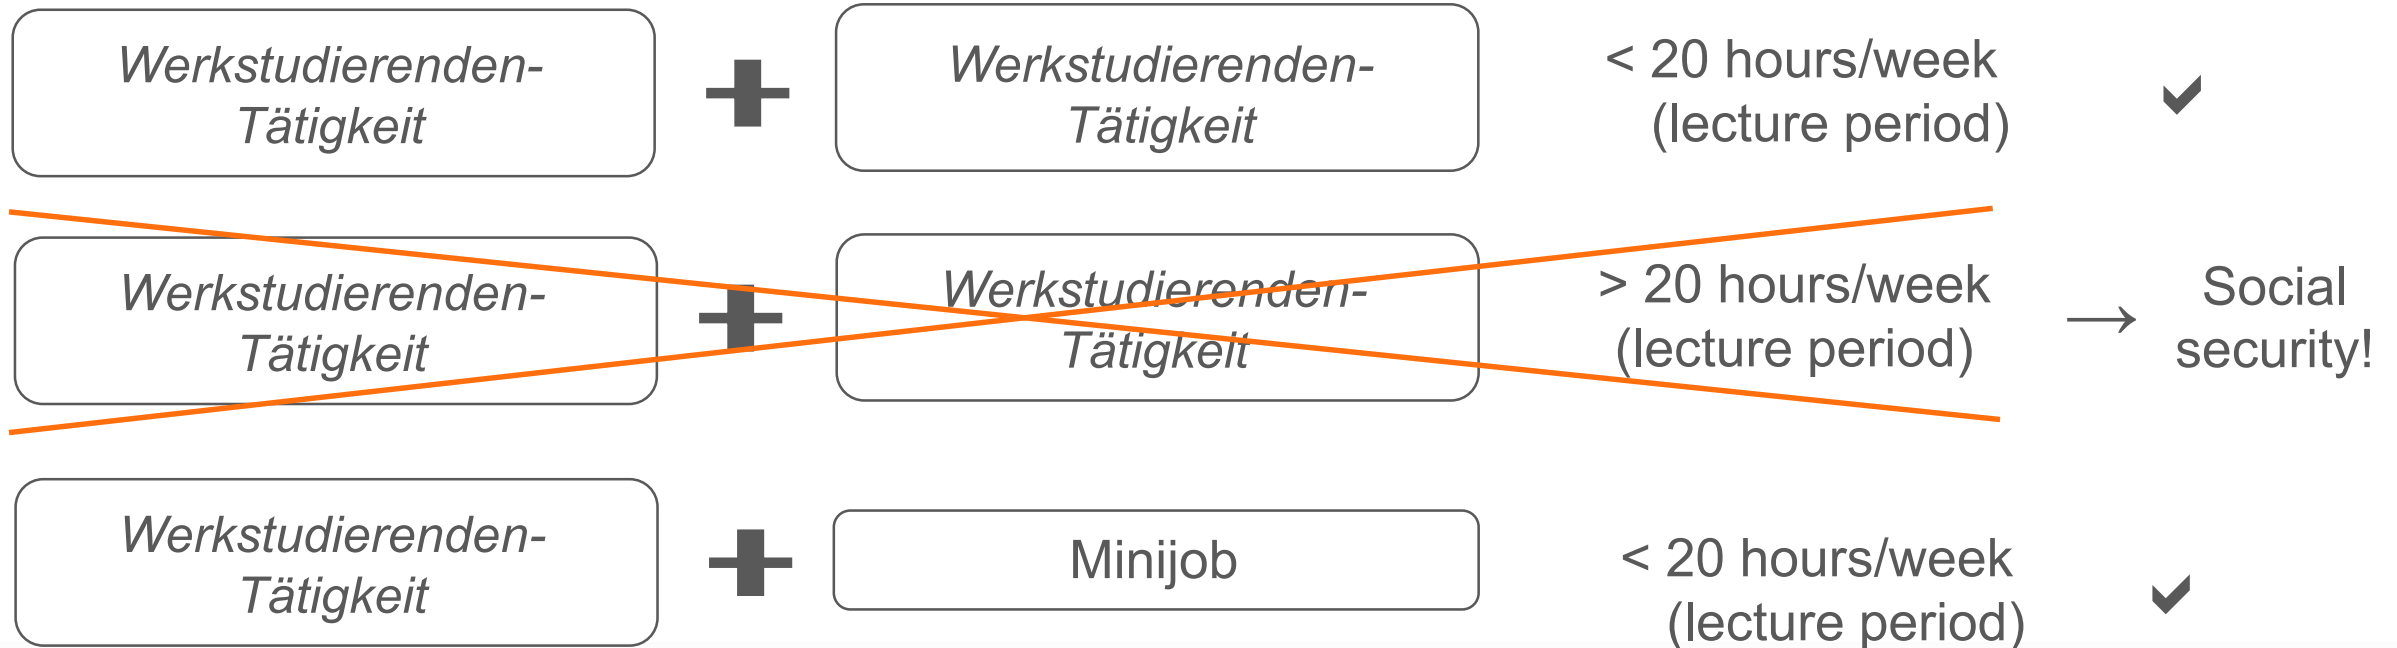 Werkstudierenden-
Tätigkeit
Werkstudierenden-
Tätigkeit
< 20 hours/week
(lecture period)
Werkstudierenden-
Tätigkeit
Werkstudierenden-
Tätigkeit
> 20 hours/week
(lecture period)
→
Social
security!
Werkstudierenden-
Tätigkeit
Minijob
< 20 hours/week
(lecture period)